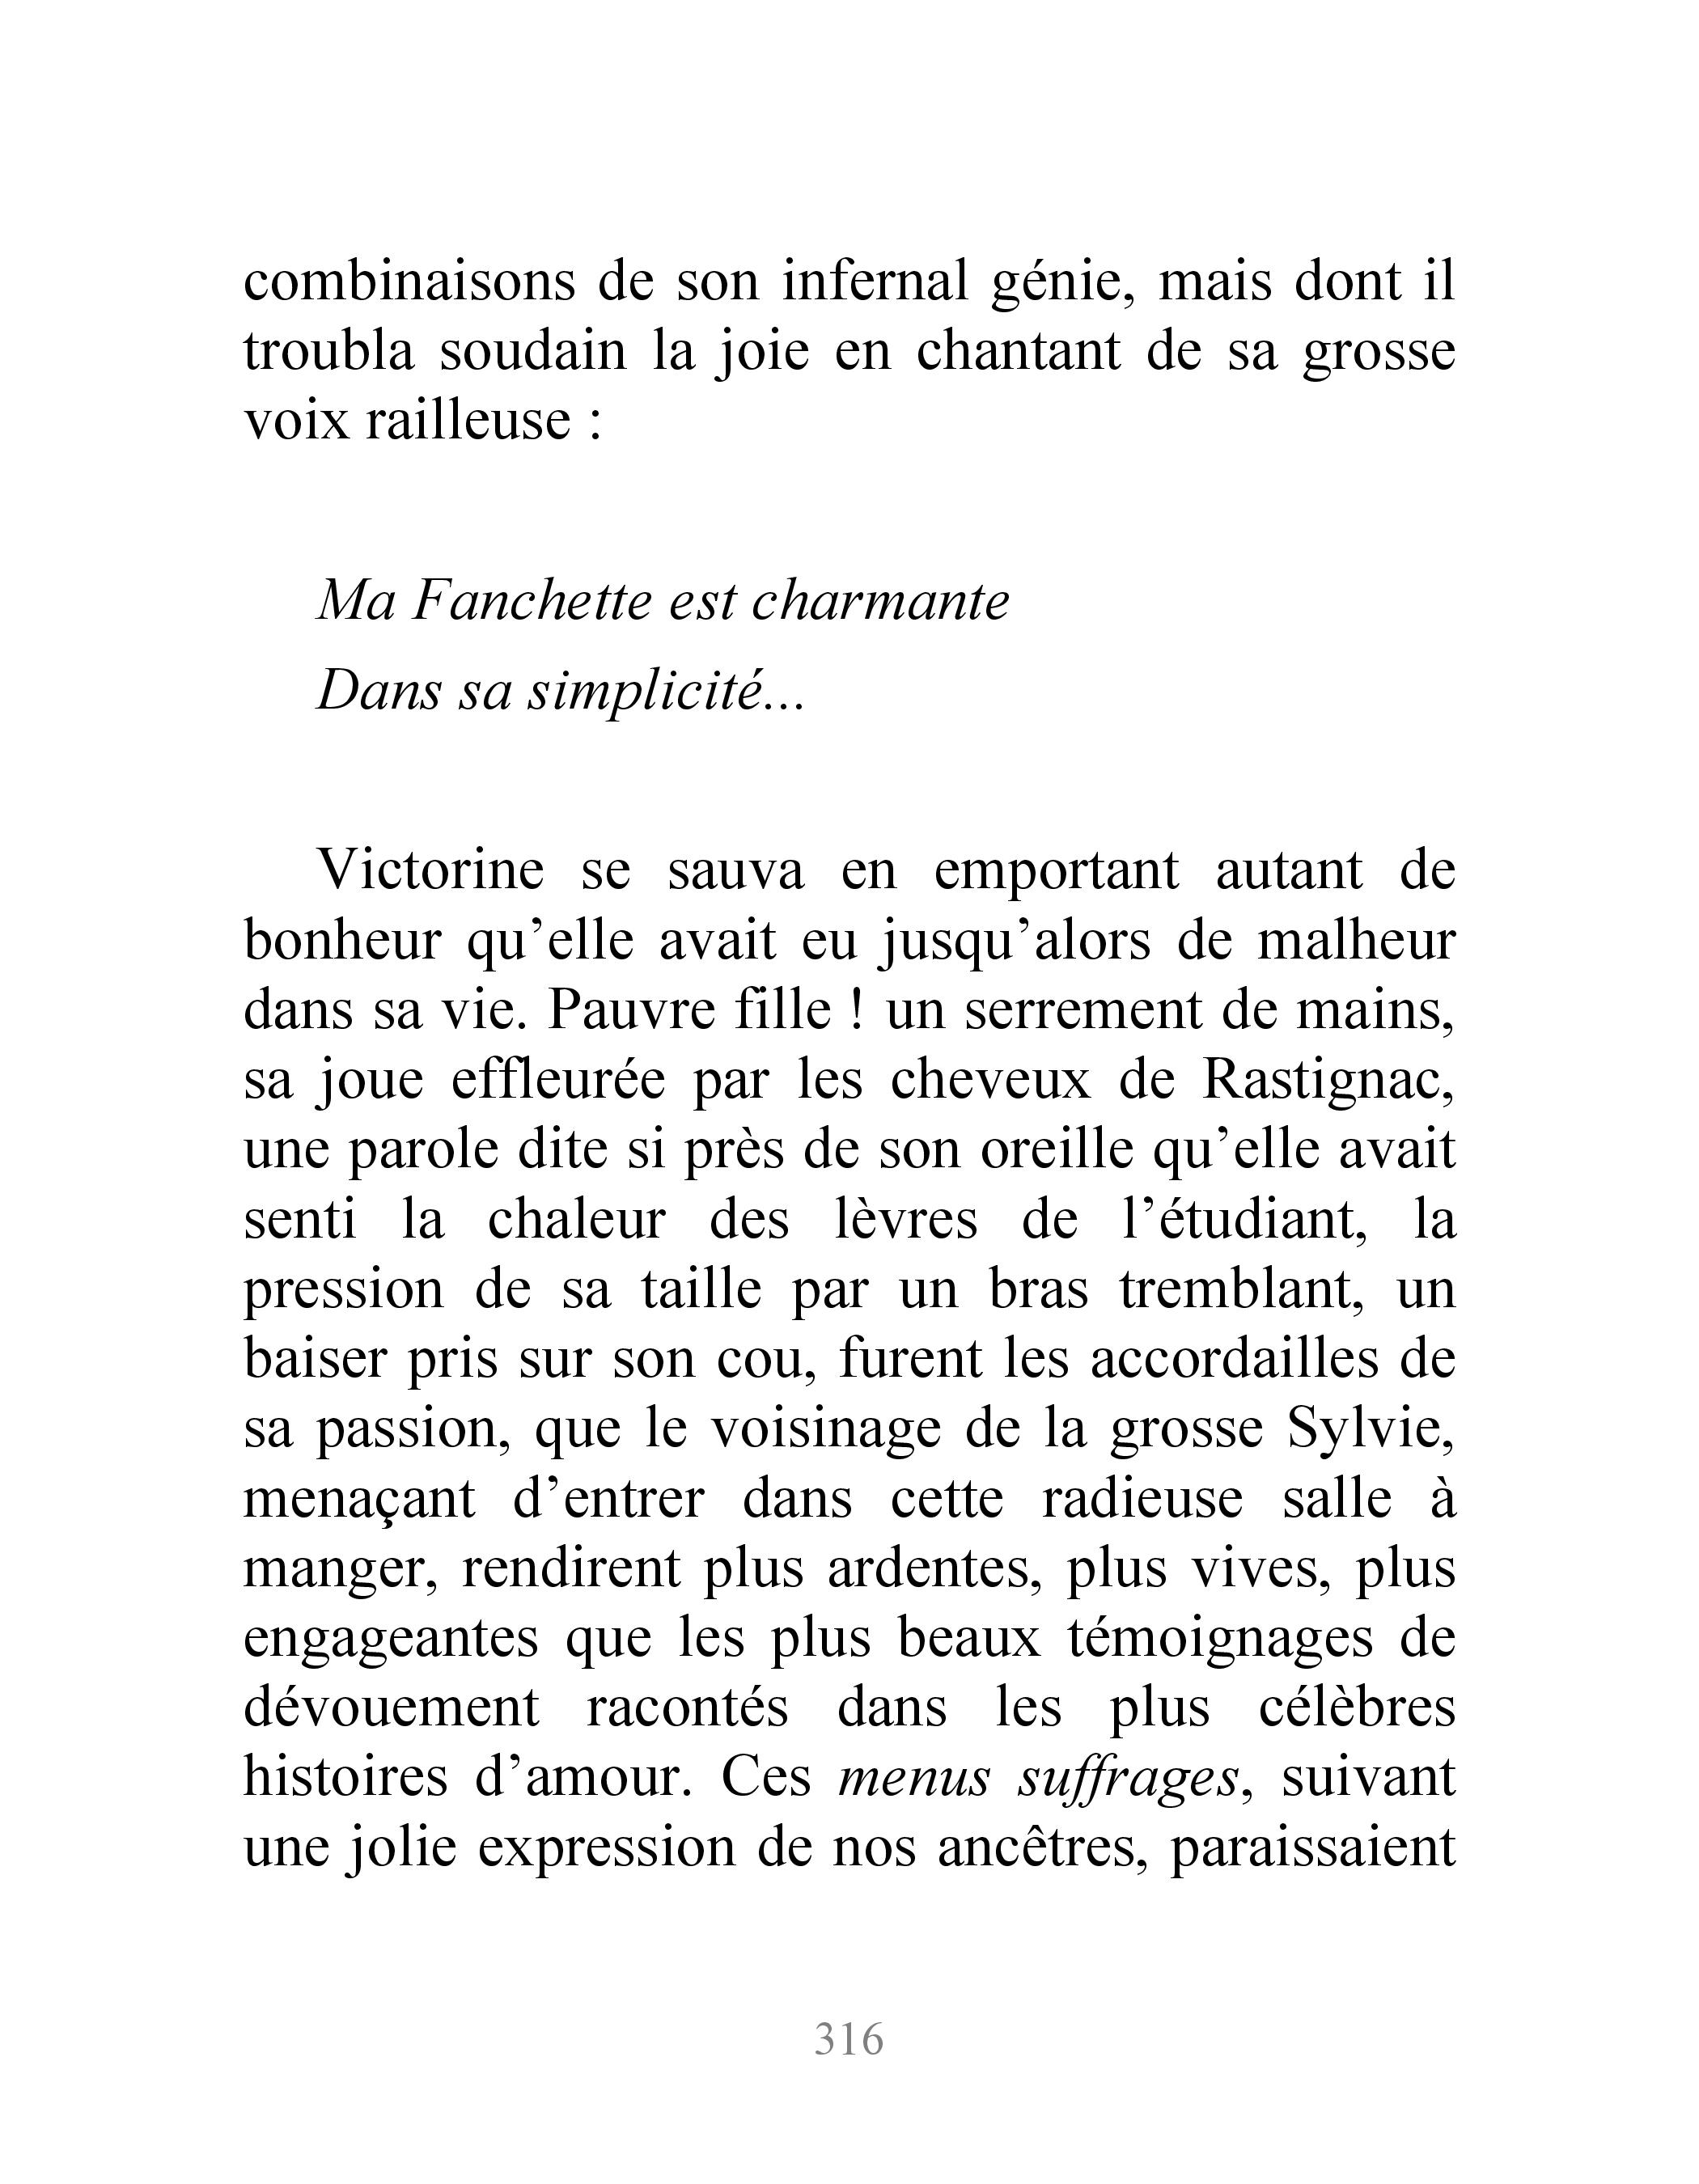 combinaisons de son infernal génie, mais dont il
troubla soudain la joie en chantant de sa grosse
voix railleuse :
Ma Fanchette est charmante
Dans sa simplicité...
Victorine se sauva en emportant autant de
bonheur qu’elle avait eu jusqu’alors de malheur
dans sa vie. Pauvre fille ! un serrement de mains,
sa joue effleurée par les cheveux de Rastignac,
une parole dite si près de son oreille qu’elle avait
senti la chaleur des lèvres de l’étudiant, la
pression de sa taille par un bras tremblant, un
baiser pris sur son cou, furent les accordailles de
sa passion, que le voisinage de la grosse Sylvie,
menaçant d’entrer dans cette radieuse salle à
manger, rendirent plus ardentes, plus vives, plus
engageantes que les plus beaux témoignages de
dévouement racontés dans les plus célèbres
histoires d’amour. Ces menus suffrages, suivant
une jolie expression de nos ancêtres, paraissaient
316